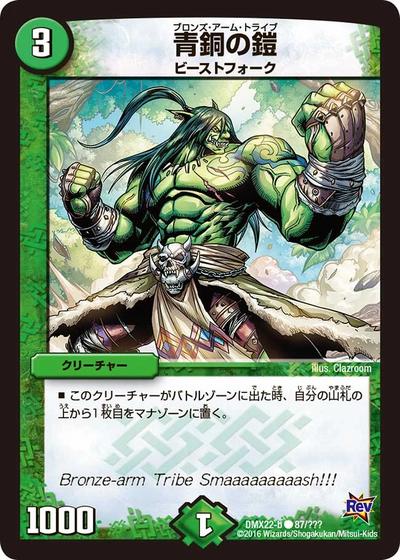 3
ブロンズ・アーム・トライブ
青銅の鎧
ビーストフォーク
Illus. Clazroom
クリーチャー
■ このクリーチャーがバトルゾーンに出た時、自分の山札の
上から1枚目をマナゾーンに置く。
Bronze-arm Tribe Smaaaaaaaaash!!!
Rev
1000
1
DMX22-b ● 87/???
©2016 Wizards/Shogakukan/Mitsui-Kids